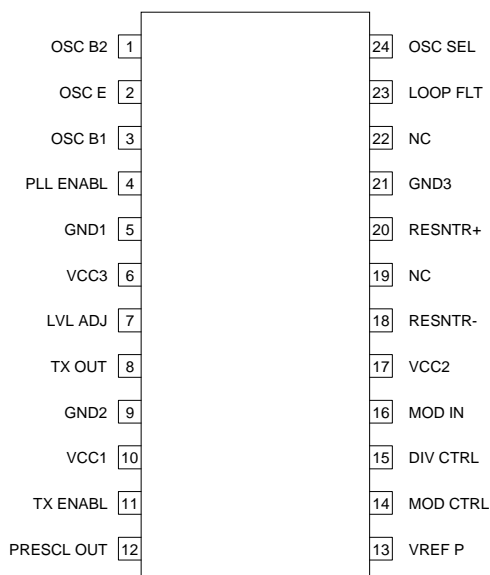 OSC B2 1 24 OSC SEL
OSC E 2 23 LOOP FLT
OSC B1 3 22 NC
PLL ENABL 4 21 GND3
GND1 5 20 RESNTR+
VCC3 6 19 NC
LVL ADJ 7 18 RESNTR-
TX OUT 8 17 VCC2
GND2 9 16 MOD IN
VCC1 10 15 DIV CTRL
TX ENABL 11 14 MOD CTRL
PRESCL OUT 12 13 VREF P